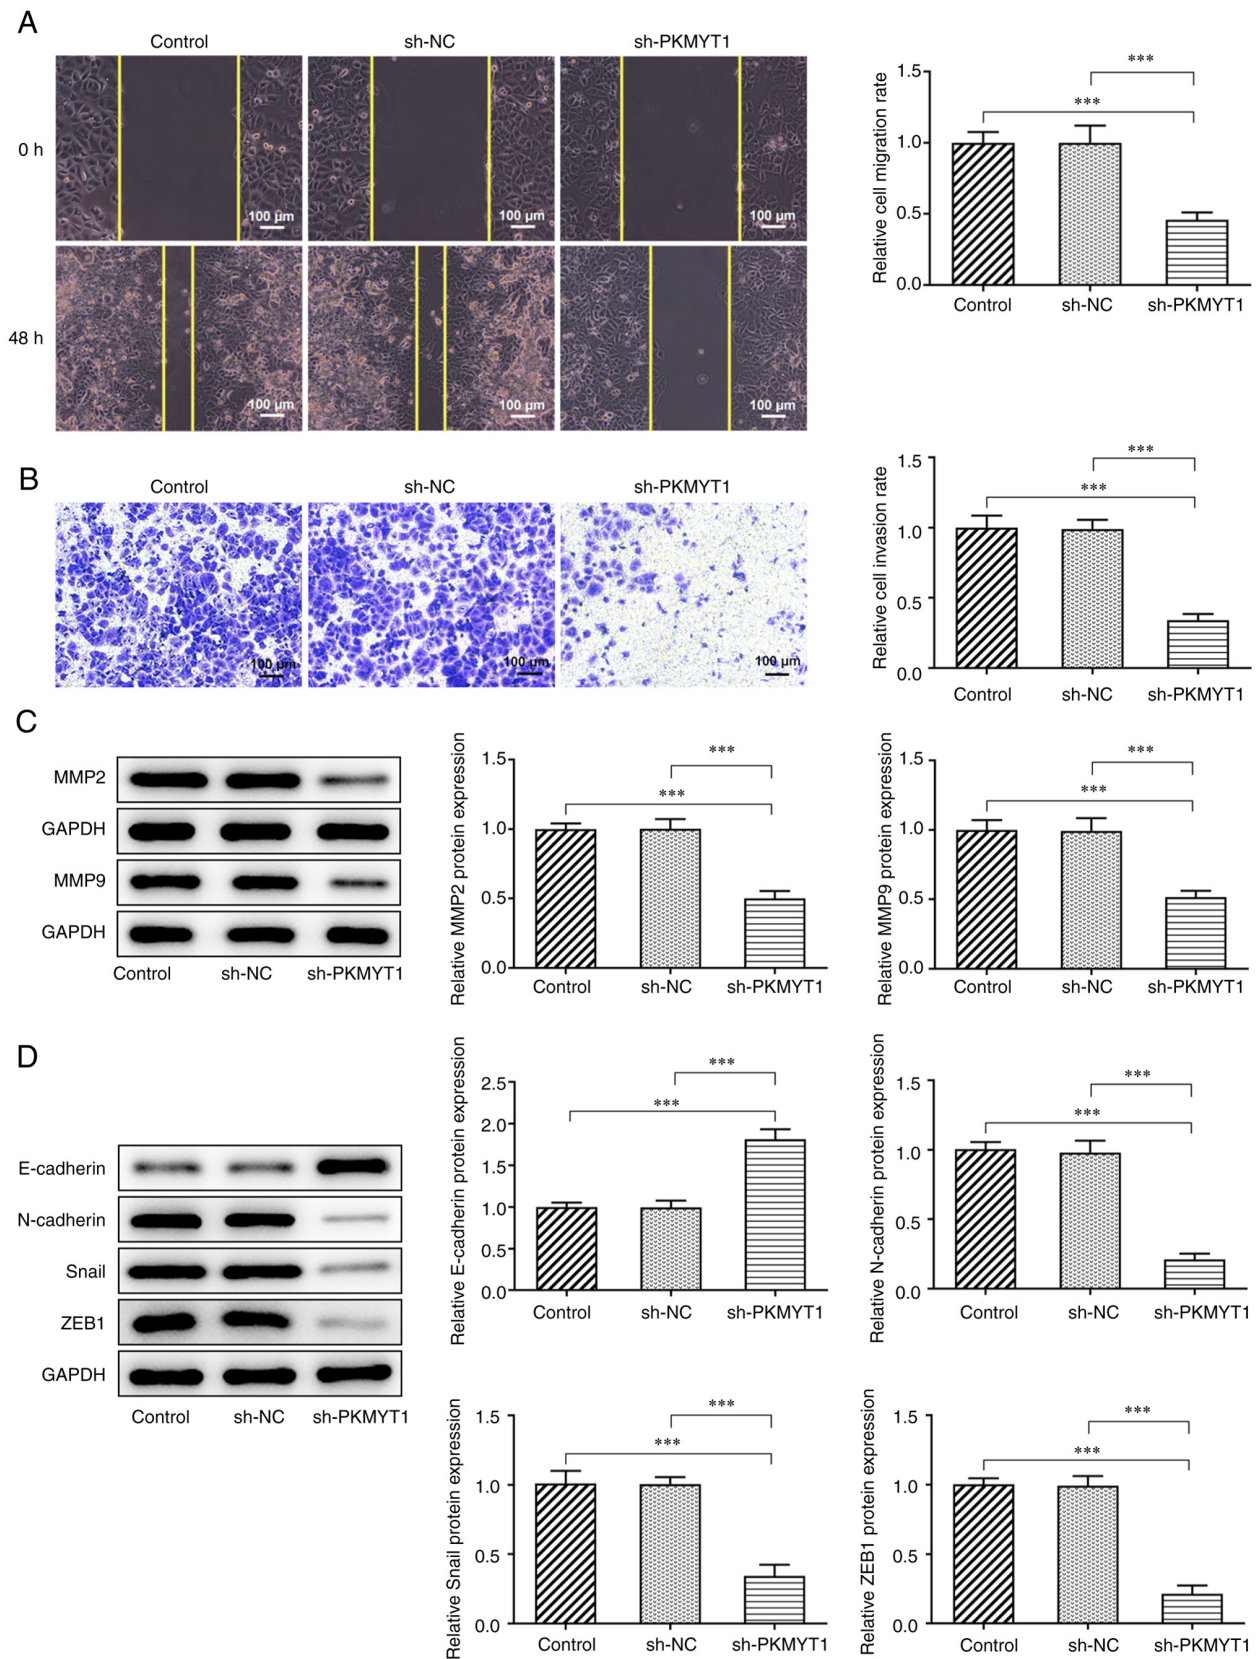 A
Control
sh-NC
sh-PKMYT1
0 h
100 µm
100 µm
100 µm
48 h
100 µm
100 µm
100 µm
Relative cell migration rate
1.5
1.0
0.5
0.0
***
***
Control
sh-NC
sh-PKMYT1
B
Control
sh-NC
sh-PKMYT1
100 µm
100 µm
100 µm
Relative cell invasion rate
1.5
1.0
0.5
0.0
***
***
Control
sh-NC
sh-PKMYT1
C
MMP2
GAPDH
MMP9
GAPDH
Control
sh-NC
sh-PKMYT1
Relative MMP2 protein expression
1.5
1.0
0.5
0.0
***
***
Control
sh-NC
sh-PKMYT1
Relative MMP9 protein expression
1.5
1.0
0.5
0.0
***
***
Control
sh-NC
sh-PKMYT1
D
E-cadherin
N-cadherin
Snail
ZEB1
GAPDH
Control
sh-NC
sh-PKMYT1
Relative E-cadherin protein expression
2.5
2.0
1.5
1.0
0.5
0.0
***
***
Control
sh-NC
sh-PKMYT1
Relative N-cadherin protein expression
1.5
1.0
0.5
0.0
***
***
Control
sh-NC
sh-PKMYT1
Relative Snail protein expression
1.5
1.0
0.5
0.0
***
***
Control
sh-NC
sh-PKMYT1
Relative ZEB1 protein expression
1.5
1.0
0.5
0.0
***
***
Control
sh-NC
sh-PKMYT1